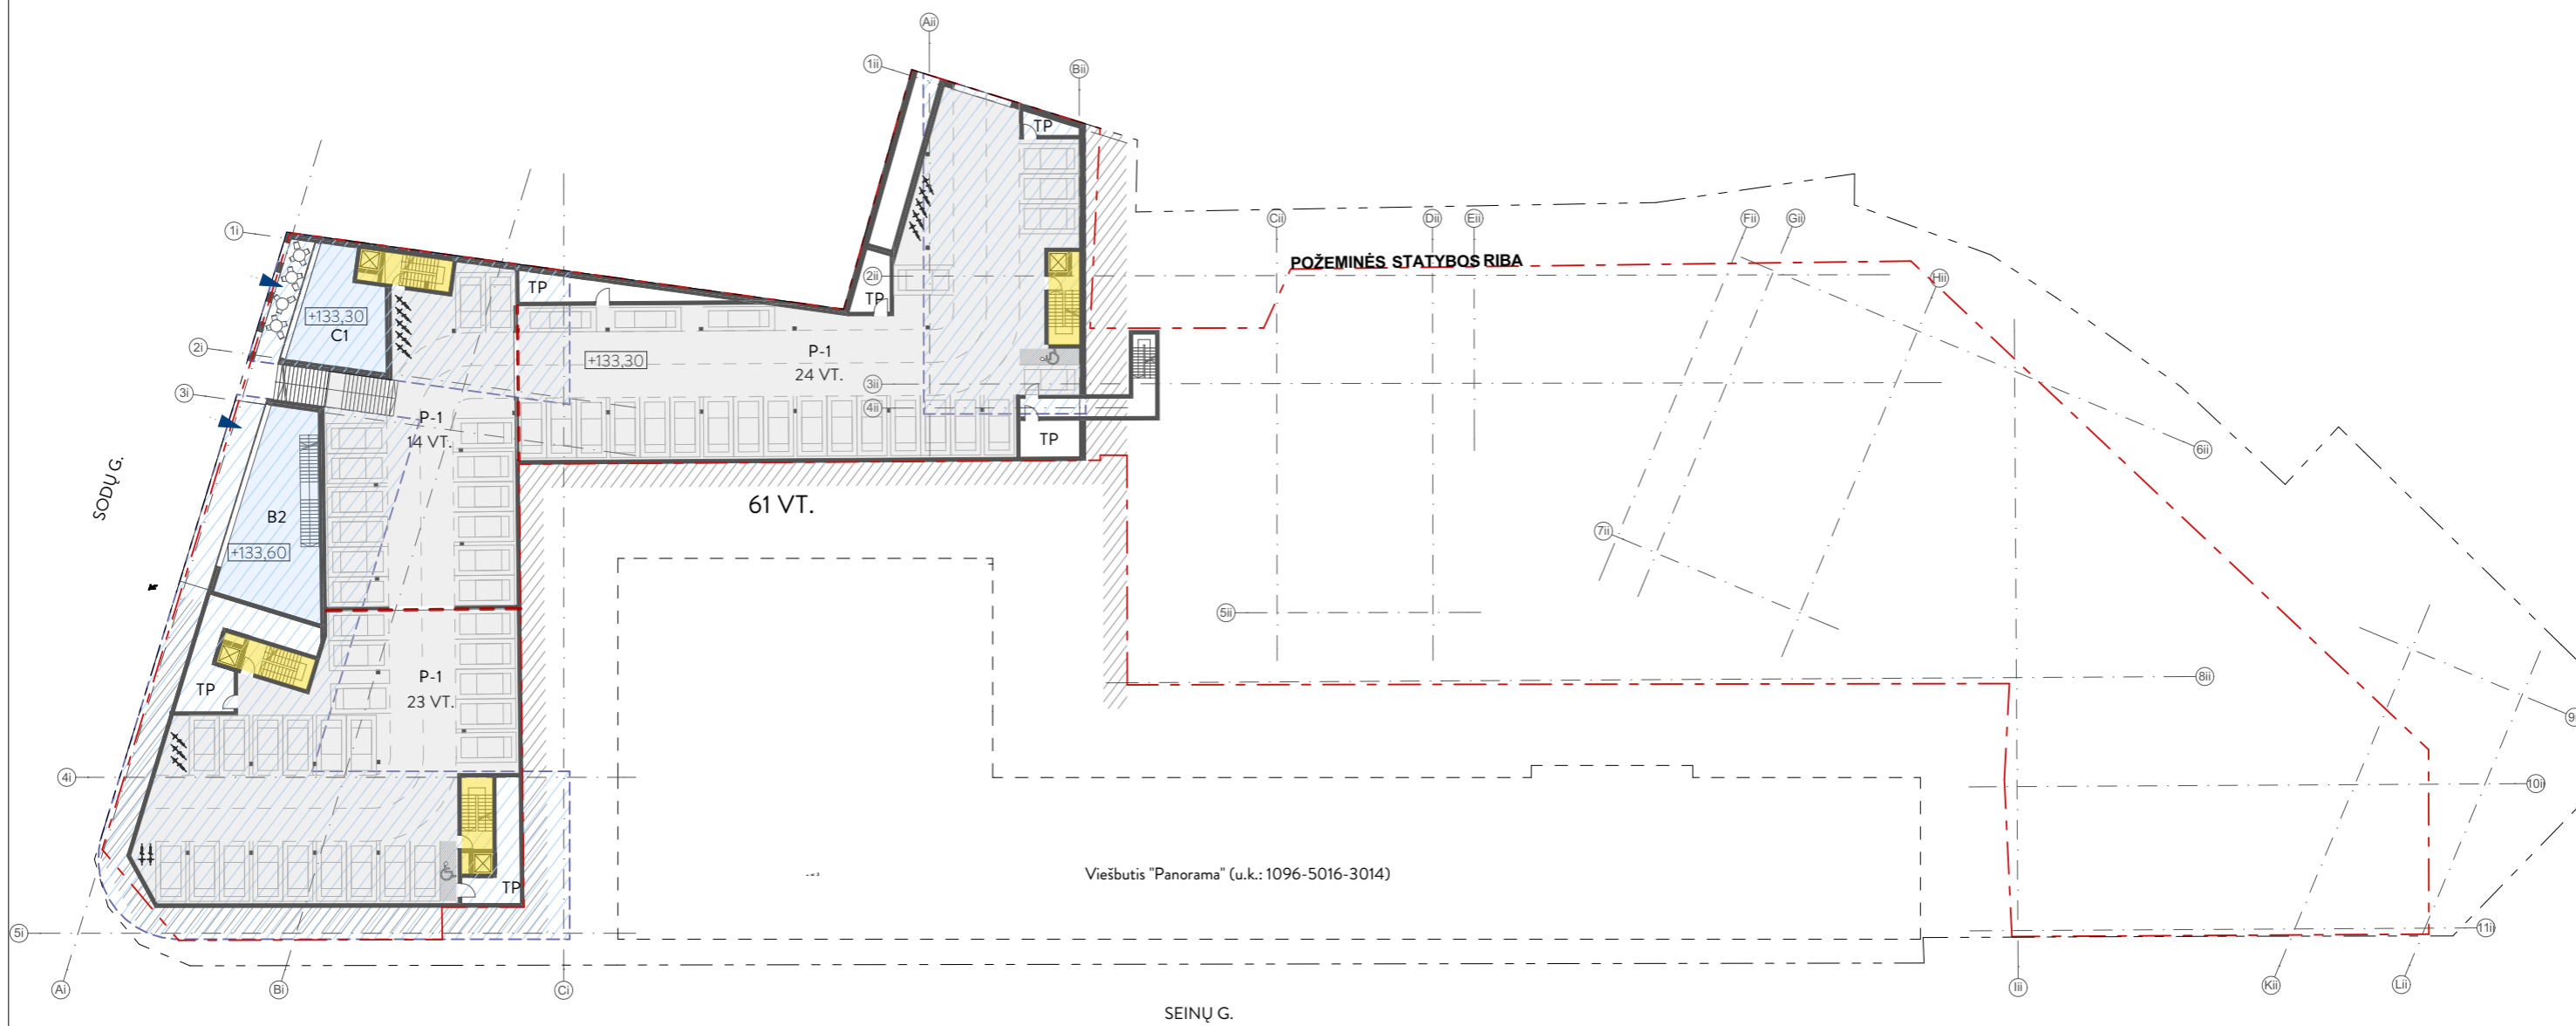 Aii
1ii
Bii
TP
1i
Cii
Dii
Eii
Fii
Gii
POŽEMINĖS STATYBOS RIBA
2ii
Hii
TP
TP
+133,30
C1
2i
P-1
24 VT.
+133,30
3ii
3i
4ii
P-1
14 VT.
TP
6ii
SODŲ G.
61 VT.
B2
7ii
+133,60
5ii
P-1
23 VT.
TP
8ii
4i
10ii
Viešbutis "Panorama" (u.k.: 1096-5016-3014)
TP
5i
11ii
Ai
Bi
Ci
Iii
Kii
Lii
SEINŲ G.